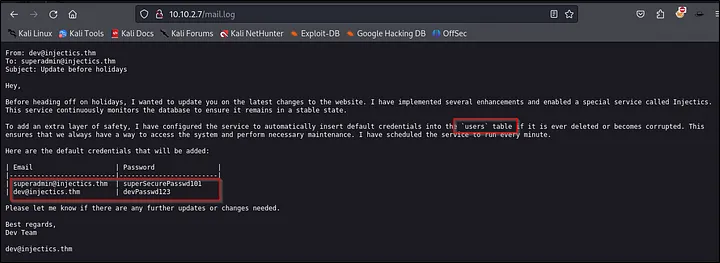 10.10.2.7/mail.log
Kali Linux Kali Tools Kali Docs Kali Forums Kali NetHunter Exploit-DB Google Hacking DB OffSec
From: dev@injectics.thm
To: superadmin@injectics.thm
Subject: Update before holidays
Hey,
Before heading off on holidays, I wanted to update you on the latest changes to the website. I have implemented several enhancements and enabled a special service called Injectics.
This service continuously monitors the database to ensure it remains in a stable state.
To add an extra layer of safety, I have configured the service to automatically insert default credentials into the `users` table if it is ever deleted or becomes corrupted. This
ensures that we always have a way to access the system and perform necessary maintenance. I have scheduled the service to run every minute.
Here are the default credentials that will be added:
| Email | Password |
|---------------------------|-------------------------|
| superadmin@injectics.thm | superSecurePasswd101 |
| dev@injectics.thm | devPasswd123 |
Please let me know if there are any further updates or changes needed.
Best regards,
Dev Team
dev@injectics.thm